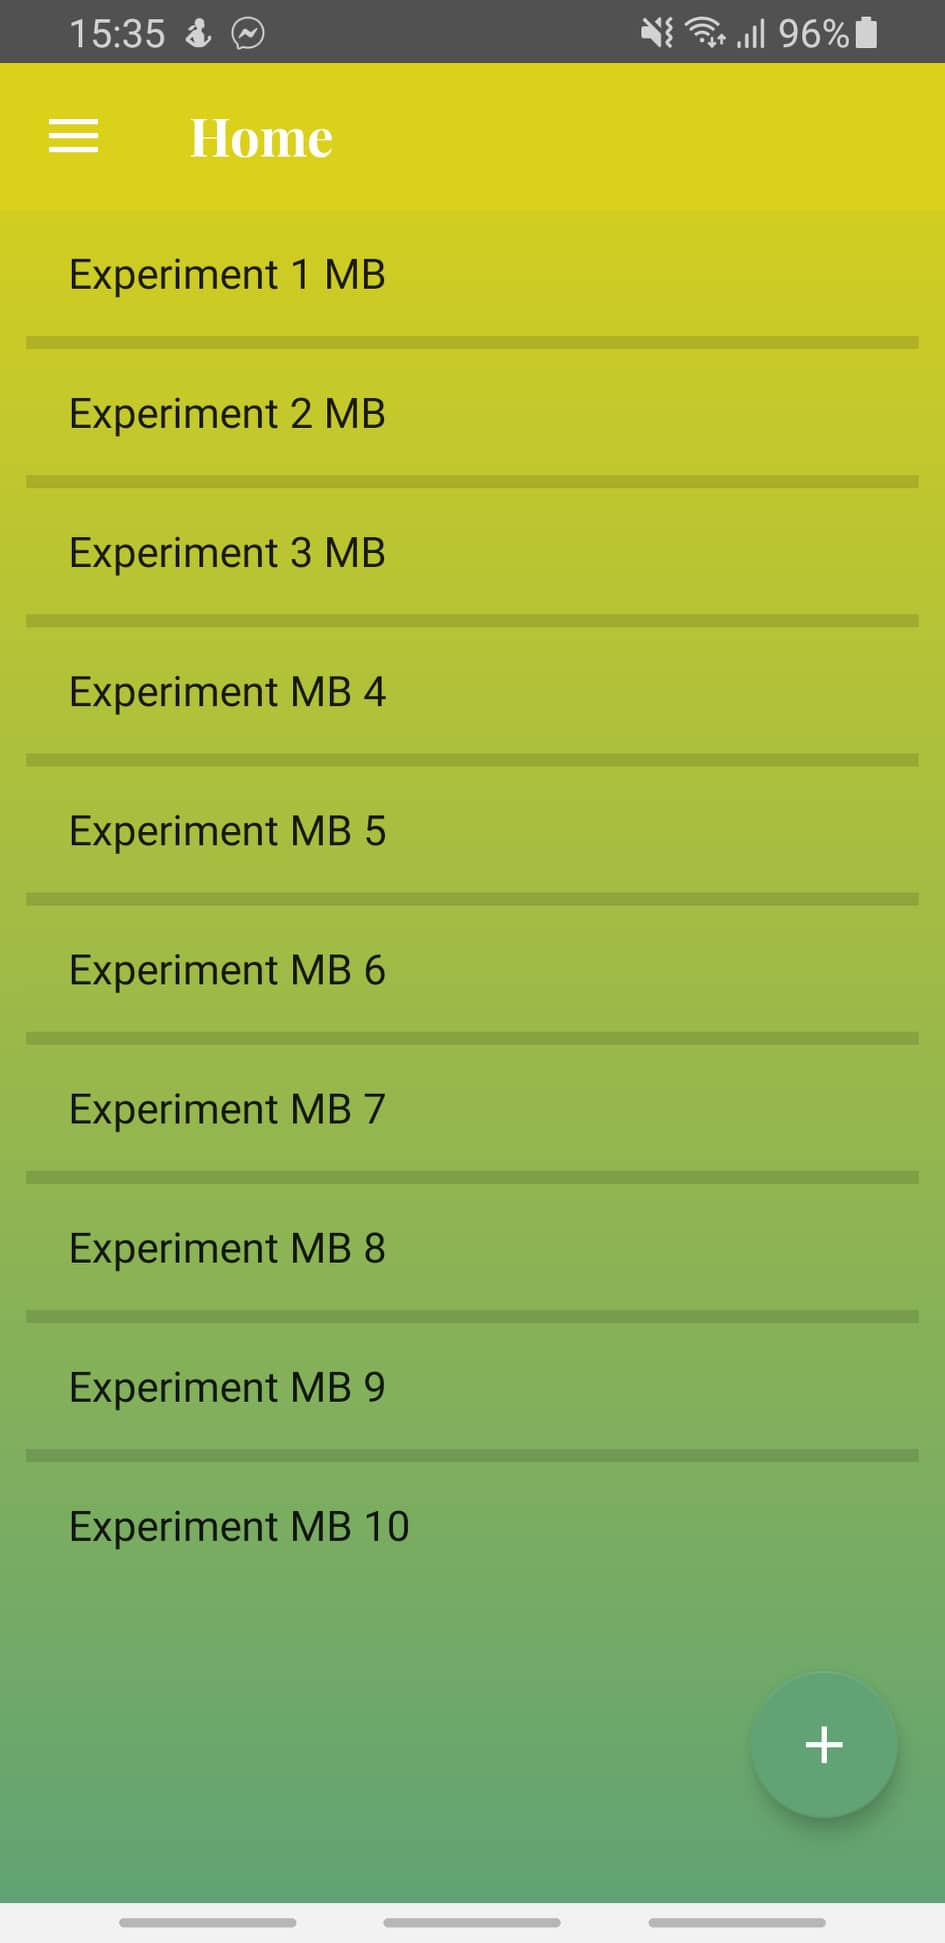 15:35 96%
Home
Experiment 1 MB
Experiment 2 MB
Experiment 3 MB
Experiment MB 4
Experiment MB 5
Experiment MB 6
Experiment MB 7
Experiment MB 8
Experiment MB 9
Experiment MB 10
+